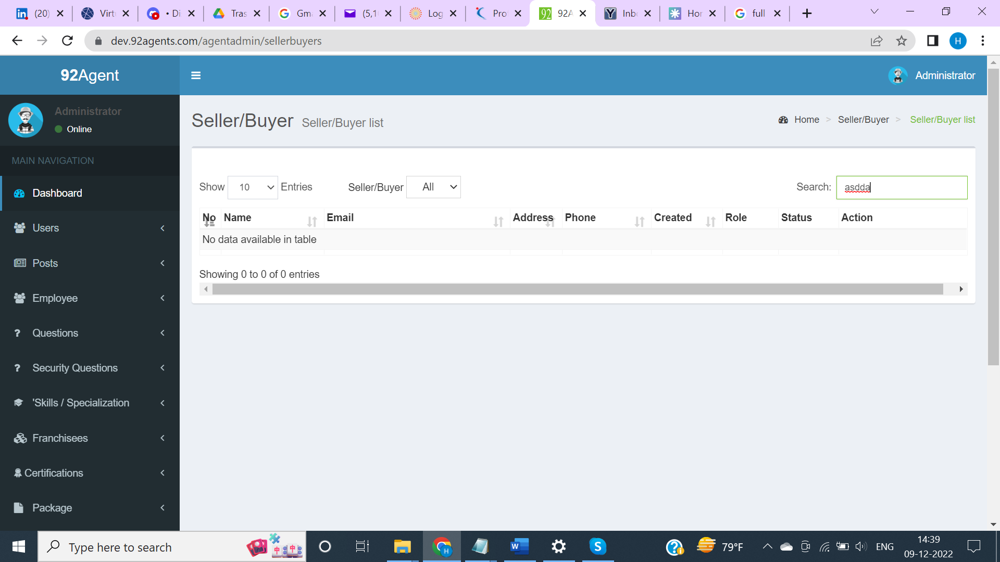 (20)
Virtu
• Di
Tras
Gma
(5,1
Log
Pro
92A
Inb
Hor
full
dev.92agents.com/agentadmin/sellerbuyers
H
92Agent
Administrator
Administrator
Online
Seller/Buyer Seller/Buyer list
Home > Seller/Buyer > Seller/Buyer list
MAIN NAVIGATION
Dashboard
Users
Posts
Employee
Questions
Security Questions
'Skills / Specialization
Franchisees
Certifications
Package
Show 10 Entries
Seller/Buyer All
Search: asdda
No Name Email Address Phone Created Role Status Action
No data available in table
Showing 0 to 0 of 0 entries
Type here to search
79°F
ENG
14:39
09-12-2022